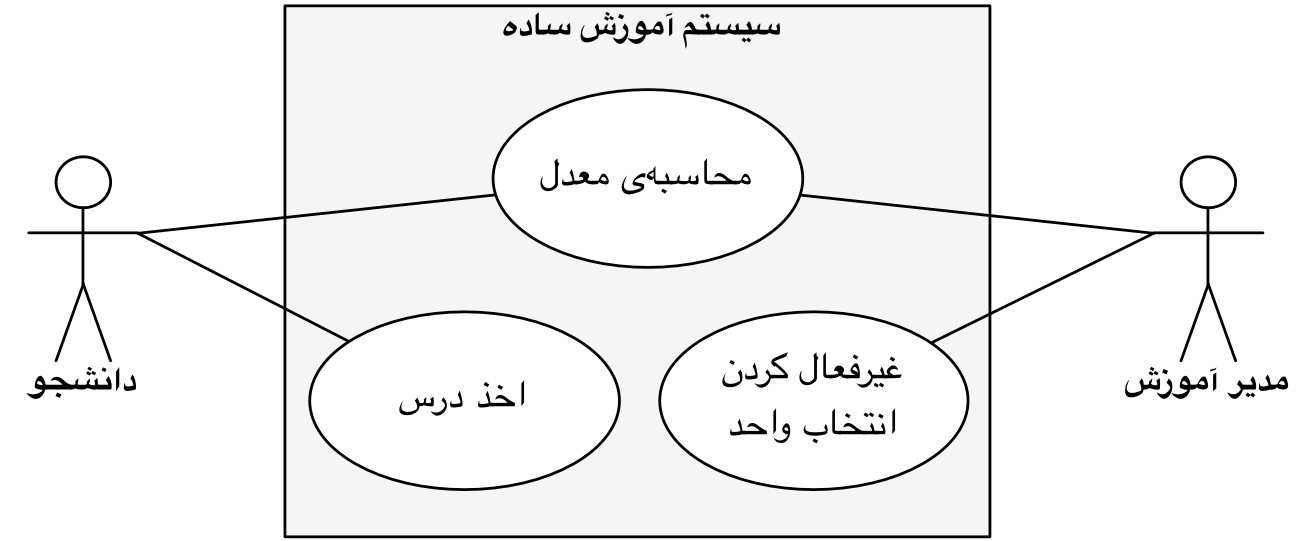 سیستم آموزش ساده
محاسبه‌ی معدل
غیرفعال کردن
انتخاب واحد
اخذ درس
مدیر آموزش
دانشجو